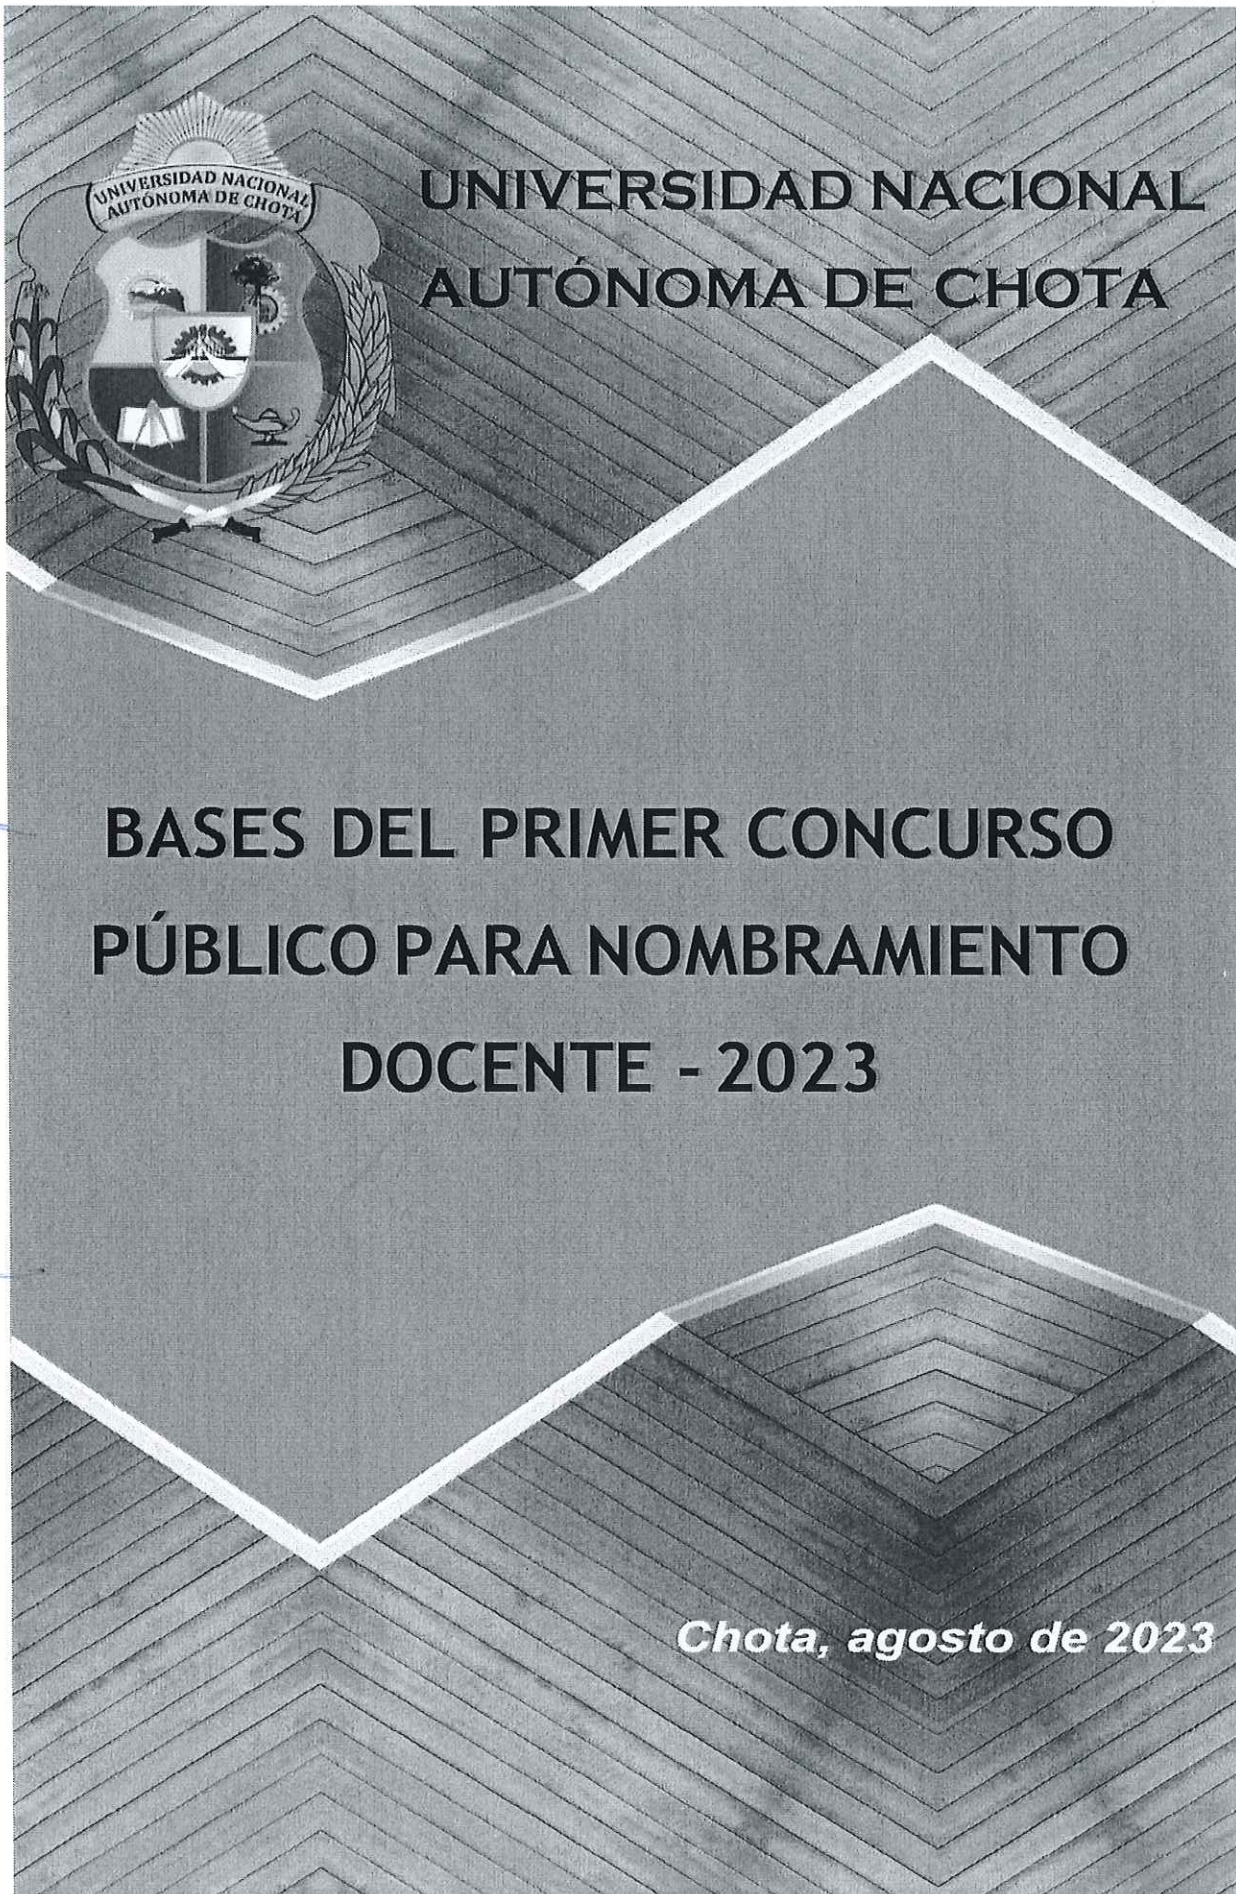 UNIVERSIDAD NACIONAL
AUTÓNOMA DE CHOTA
UNIVERSIDAD NACIONAL
AUTÓNOMA DE CHOTA
BASES DEL PRIMER CONCURSO
PÚBLICO PARA NOMBRAMIENTO
DOCENTE - 2023
Chota, agosto de 2023